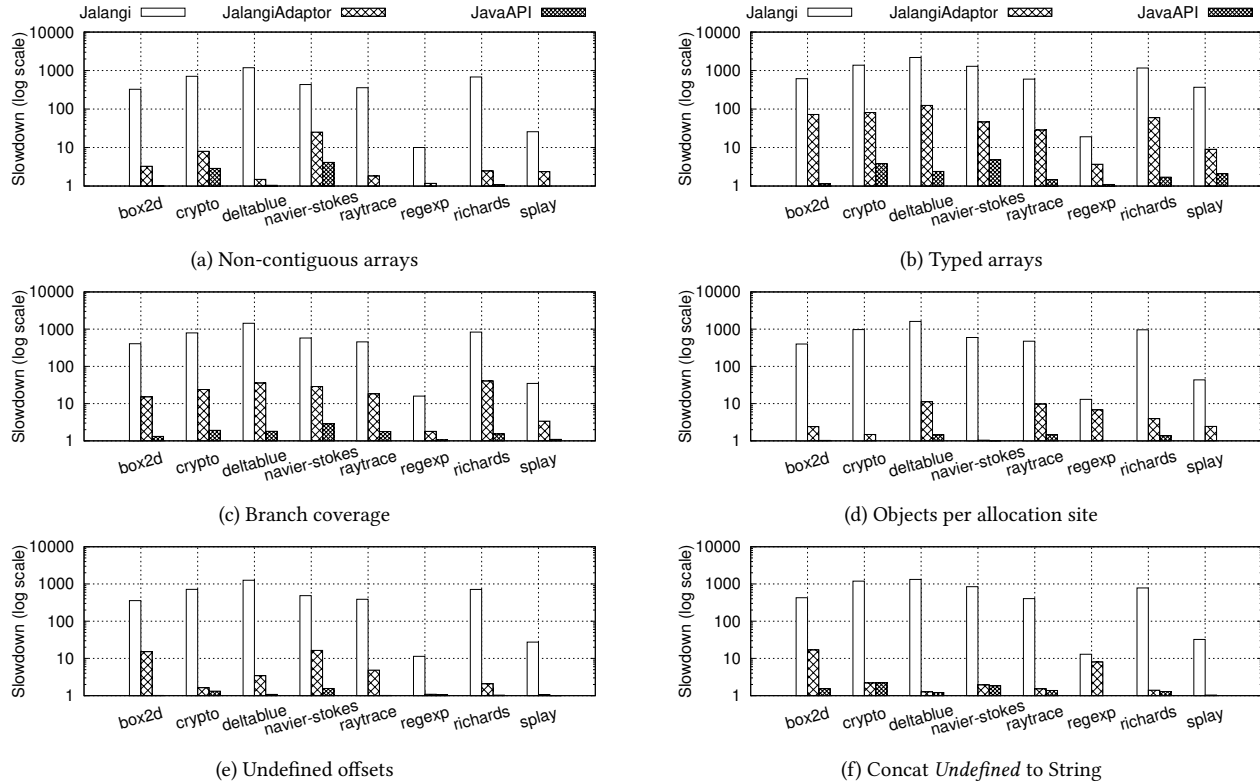 Jalangi JalangiAdaptor JavaAPI
Slowdown (log scale)
10000
1000
100
10
1
box2d crypto deltablue navier-stokes raytrace regexp richards splay
(a) Non-contiguous arrays
Jalangi JalangiAdaptor JavaAPI
Slowdown (log scale)
10000
1000
100
10
1
box2d crypto deltablue navier-stokes raytrace regexp richards splay
(b) Typed arrays
Slowdown (log scale)
10000
1000
100
10
1
box2d crypto deltablue navier-stokes raytrace regexp richards splay
(c) Branch coverage
Slowdown (log scale)
10000
1000
100
10
1
box2d crypto deltablue navier-stokes raytrace regexp richards splay
(d) Objects per allocation site
Slowdown (log scale)
10000
1000
100
10
1
box2d crypto deltablue navier-stokes raytrace regexp richards splay
(e) Undefined offsets
Slowdown (log scale)
10000
1000
100
10
1
box2d crypto deltablue navier-stokes raytrace regexp richards splay
(f) Concat Undefined to String